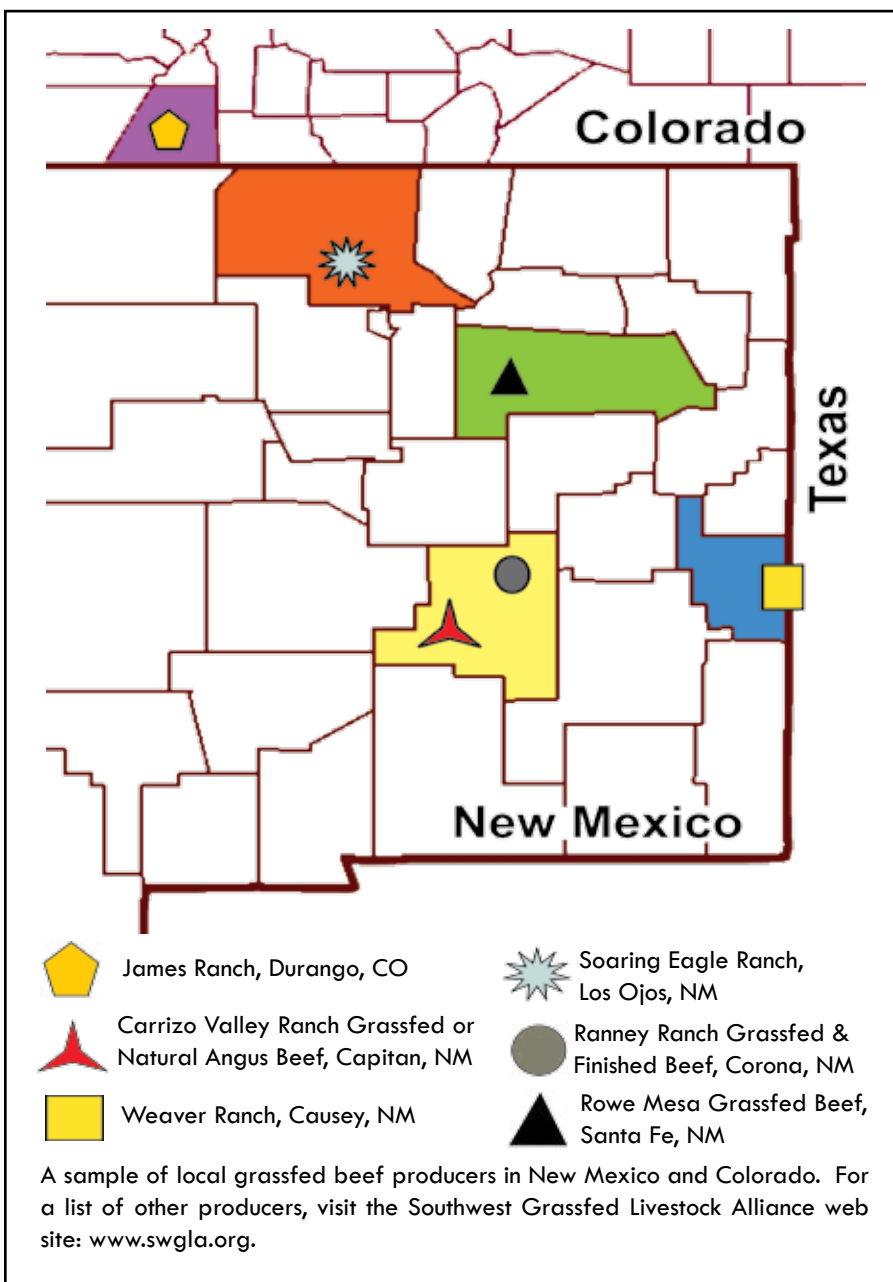 Colorado
Texas
New Mexico
James Ranch, Durango, CO
Carrizo Valley Ranch Grassfed or
Natural Angus Beef, Capitan, NM
Weaver Ranch, Causey, NM
Soaring Eagle Ranch,
Los Ojos, NM
Ranney Ranch Grassfed &
Finished Beef, Corona, NM
Rowe Mesa Grassfed Beef,
Santa Fe, NM
A sample of local grassfed beef producers in New Mexico and Colorado. For
a list of other producers, visit the Southwest Grassfed Livestock Alliance web
site: www.swgla.org.